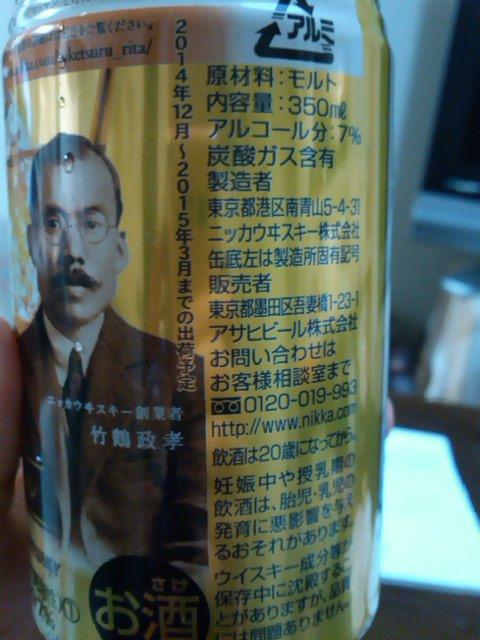 をご覧ください。
ketsuru_rita/
アルミ
2014年12月~2015年3月までの出荷予定
ニッカウヰスキー創業者
竹鶴政孝
原材料:モルト
内容量:350㎖
アルコール分:7%
炭酸ガス含有
製造者
東京都港区南青山5-4-31
ニッカウヰスキー株式会社
缶底左は製造所固有記号
販売者
東京都墨田区吾妻橋1-23-1
アサヒビール株式会社
お問い合わせは
お客様相談室まで
0120-019-993
http://www.nikka.com
飲酒は20歳になってから。
妊娠中や授乳期の
飲酒は、胎児・乳児の
発育に悪影響を与え
るおそれがあります。
ウイスキー成分等が
保存中に沈殿するこ
とがありますが、品質
には問題ありません。
さけ
お酒